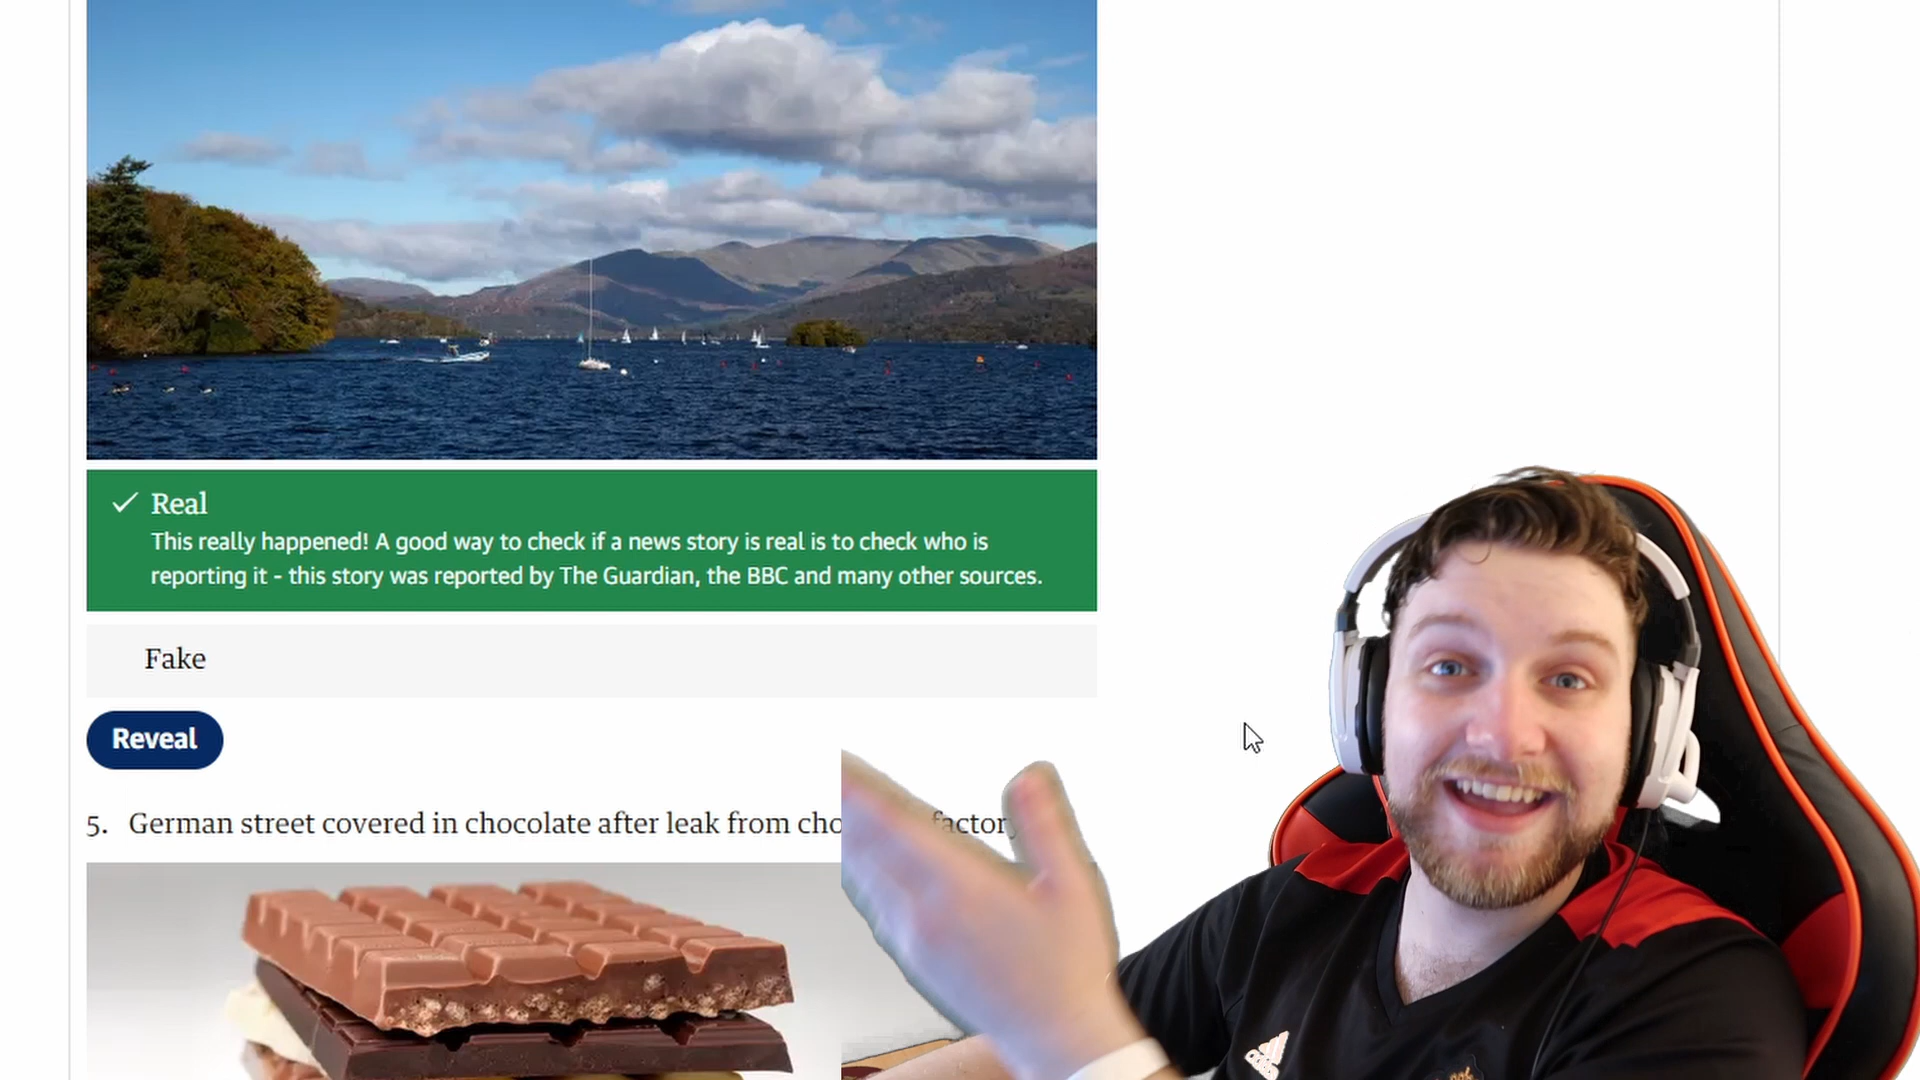 Real
This really happened! A good way to check if a news story is real is to check who is
reporting it - this story was reported by The Guardian, the BBC and many other sources.
Fake
Reveal
5. German street covered in chocolate after leak from cho factory